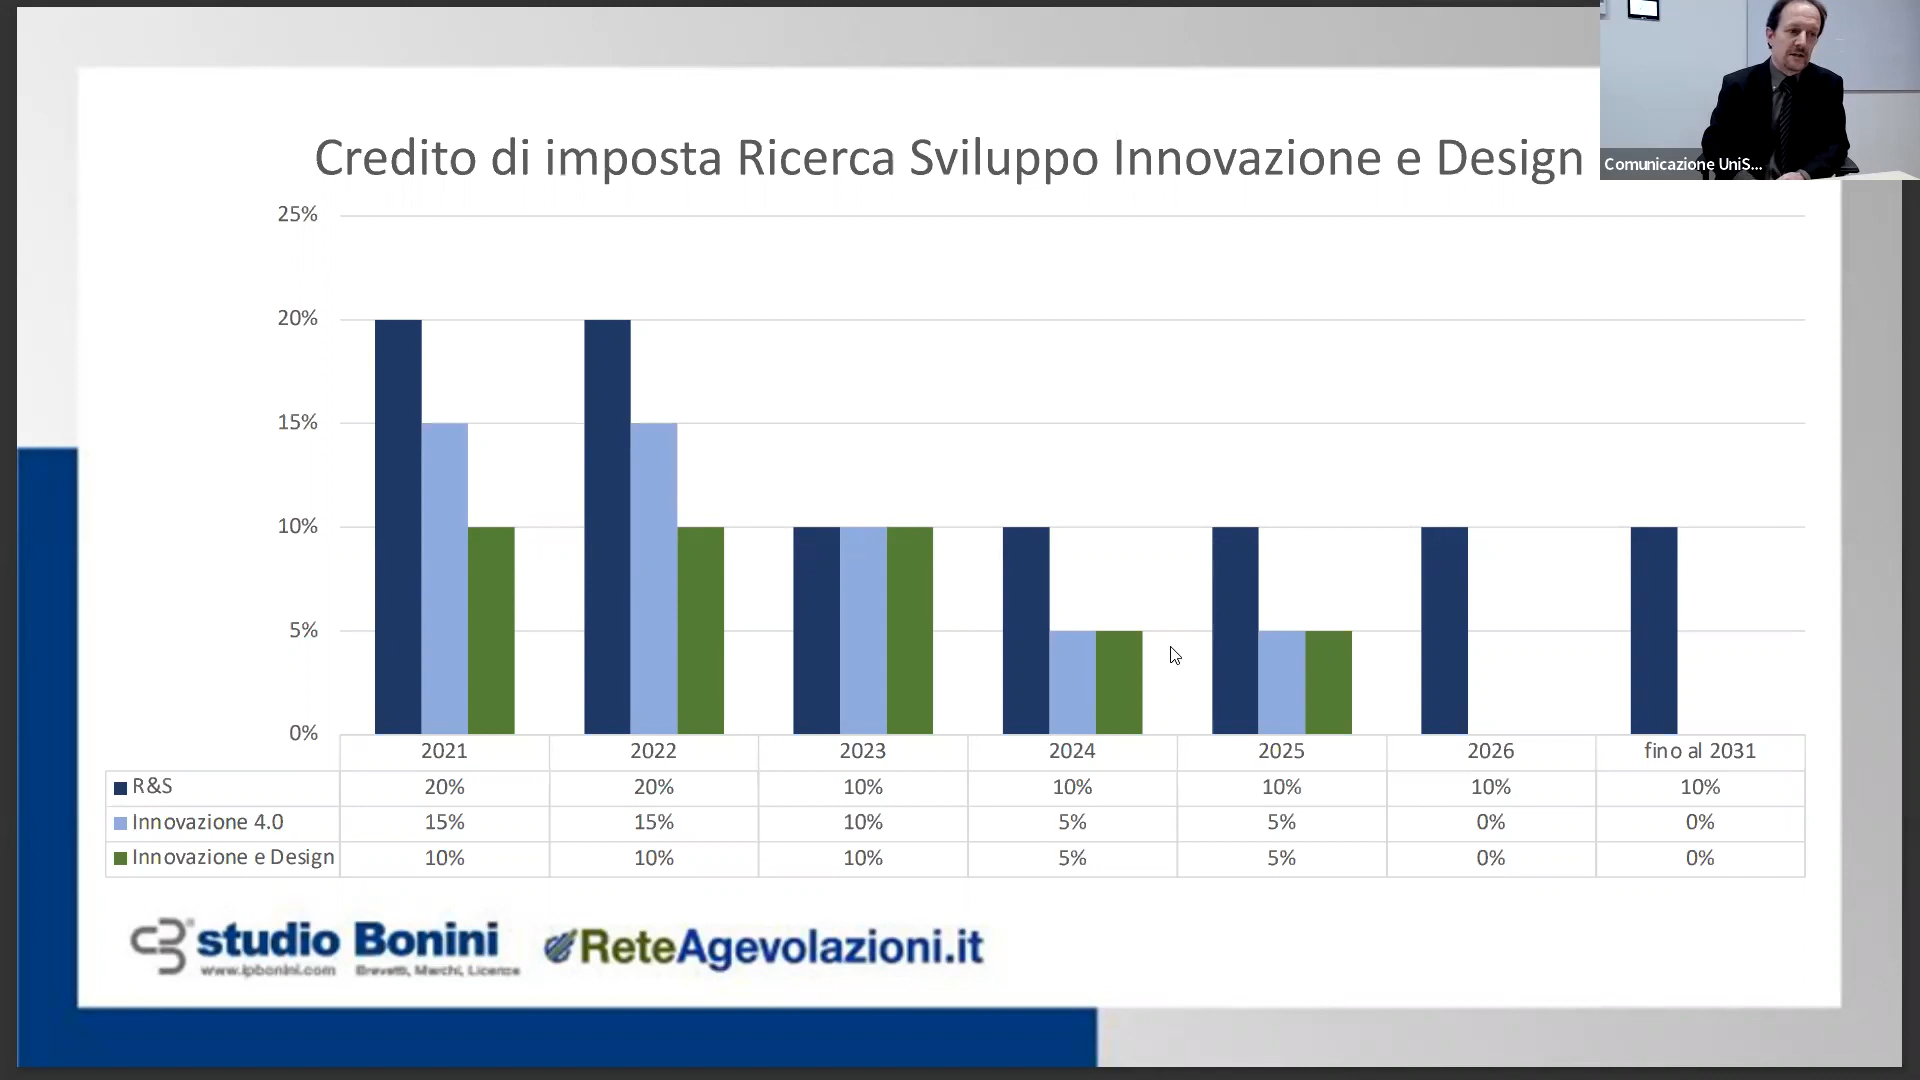 Comunicazione UniS...
Credito di imposta Ricerca Sviluppo Innovazione e Design
25%
20%
15%
10%
5%
0%
2021 2022 2023 2024 2025 2026 fino al 2031
R&S 20% 20% 10% 10% 10% 10% 10%
Innovazione 4.0 15% 15% 10% 5% 5% 0% 0%
Innovazione e Design 10% 10% 10% 5% 5% 0% 0%
studio Bonini
www.ipbonini.com Brevetti, Marchi, Licenze
ReteAgevolazioni.it